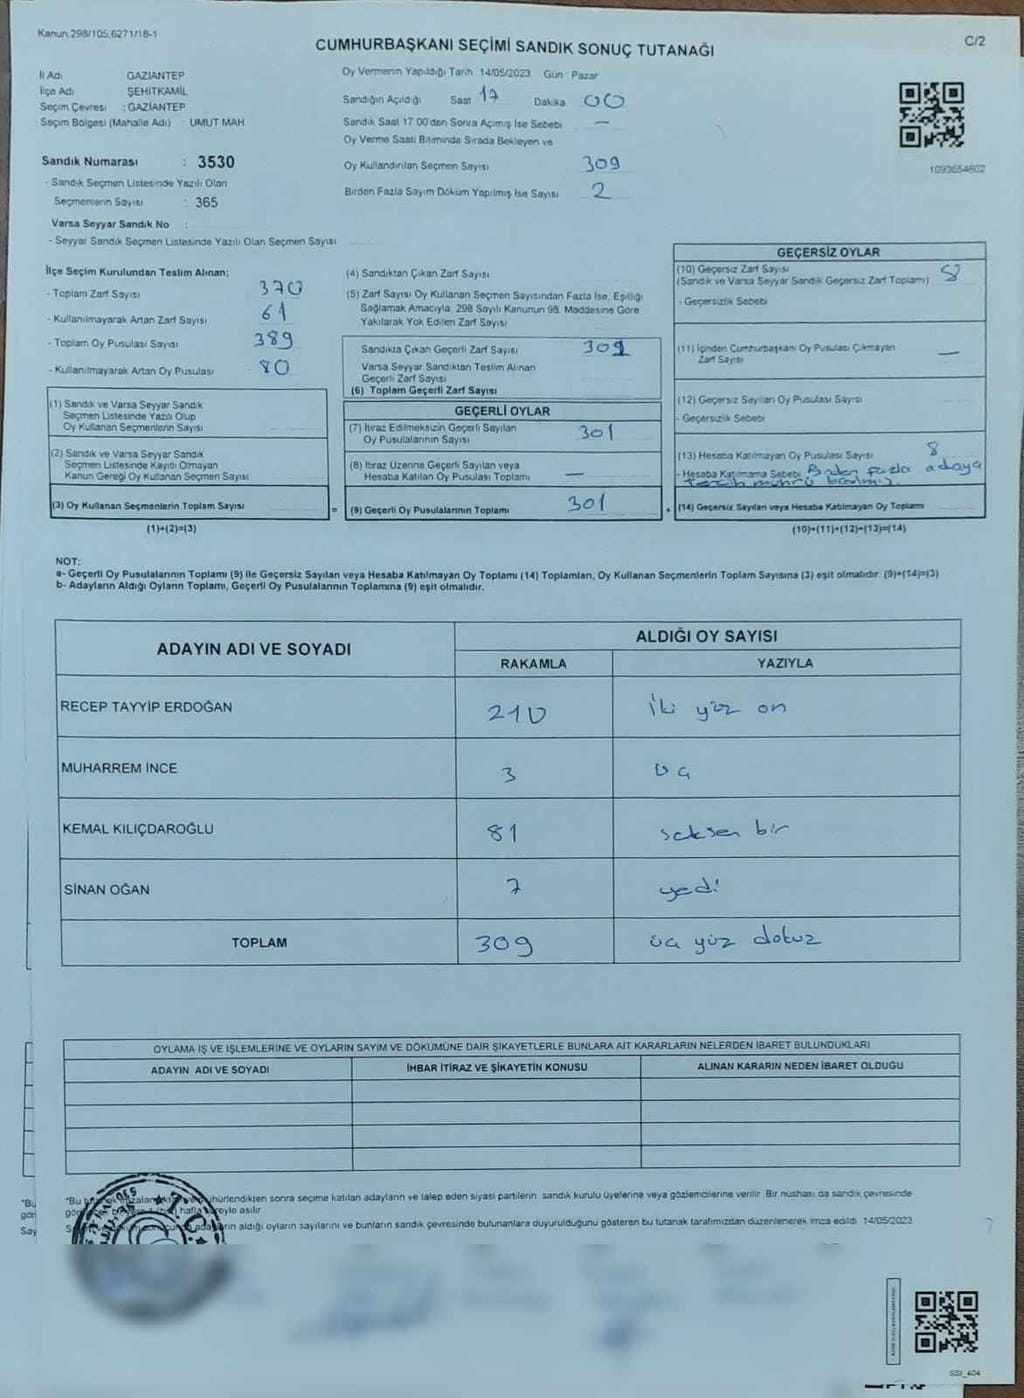 Kanun 298/105,6271/18-1
C/2
CUMHURBAŞKANI SEÇİMİ SANDIK SONUÇ TUTANAĞI
İl Adı GAZİANTEP
İlçe Adı ŞEHİTKAMİL
Seçim Çevresi : GAZİANTEP
Seçim Bölgesi (Mahalle Adı) : UMUT MAH.
Oy Vermenin Yapıldığı Tarih 14/05/2023 Gün Pazar
Sandığın Açıldığı Saat 17 Dakika 00
Sandık Saat 17.00'den Sonra Açımış İse Sebebi —
Oy Verme Saati Bitiminde Sırada Bekleyen ve
Oy Kullandırılan Seçmen Sayısı 309
Birden Fazla Sayım Döküm Yapılmış İse Sayısı 2
1093654602
Sandık Numarası : 3530
- Sandık Seçmen Listesinde Yazılı Olan
Seçmenlerin Sayısı : 365
Varsa Seyyar Sandık No :
- Seyyar Sandık Seçmen Listesinde Yazılı Olan Seçmen Sayısı
İlçe Seçim Kurulundan Teslim Alınan;
- Toplam Zarf Sayısı 370
- Kullanılmayarak Artan Zarf Sayısı 61
- Toplam Oy Pusulası Sayısı 389
- Kullanılmayarak Artan Oy Pusulası 80
(1) Sandık ve Varsa Seyyar Sandık
Seçmen Listesinde Yazılı Olup
Oy Kullanan Seçmenlerin Sayısı
(2) Sandık ve Varsa Seyyar Sandık
Seçmen Listesinde Kayıtlı Olmayan
Kanun Gereği Oy Kullanan Seçmen Sayısı
(3) Oy Kullanan Seçmenlerin Toplam Sayısı
(1)+(2)=(3)
(4) Sandıktan Çıkan Zarf Sayısı
(5) Zarf Sayısı Oy Kullanan Seçmen Sayısından Fazla İse, Eşitliği
Sağlamak Amacıyla 298 Sayılı Kanunun 98. Maddesine Göre
Yakılarak Yok Edilen Zarf Sayısı
Sandıkta Çıkan Geçerli Zarf Sayısı 309
Varsa Seyyar Sandıktan Teslim Alınan
Geçerli Zarf Sayısı
(6) Toplam Geçerli Zarf Sayısı
GEÇERLİ OYLAR
(7) İtiraz Edilmeksizin Geçerli Sayılan
Oy Pusulalarının Sayısı 301
(8) İtiraz Üzerine Geçerli Sayılan veya
Hesaba Katılan Oy Pusulası Toplamı —
= (9) Geçerli Oy Pusulalarının Toplamı 301 +
GEÇERSİZ OYLAR
(10) Geçersiz Zarf Sayısı 8
(Sandık ve Varsa Seyyar Sandık Geçersiz Zarf Toplamı)
- Geçersizlik Sebebi
(11) İçinden Cumhurbaşkanı Oy Pusulası Çıkmayan
Zarf Sayısı —
(12) Geçersiz Sayılan Oy Pusulası Sayısı
- Geçersizlik Sebebi
(13) Hesaba Katılmayan Oy Pusulası Sayısı 8
- Hesaba Katılmama Sebebi Birden fazla adaya
tercih mührü basılmış.
(14) Geçersiz Sayılan veya Hesaba Katılmayan Oy Toplamı
(10)+(11)+(12)+(13)=(14)
NOT:
a- Geçerli Oy Pusulalarının Toplamı (9) ile Geçersiz Sayılan veya Hesaba Katılmayan Oy Toplamı (14) Toplamları, Oy Kullanan Seçmenlerin Toplam Sayısına (3) eşit olmalıdır. (9)+(14)=(3)
b- Adayların Aldığı Oyların Toplamı, Geçerli Oy Pusulalarının Toplamına (9) eşit olmalıdır.
ADAYIN ADI VE SOYADI
ALDIĞI OY SAYISI
RAKAMLA YAZIYLA
RECEP TAYYİP ERDOĞAN 210 iki yüz on
MUHARREM İNCE 3 üç
KEMAL KILIÇDAROĞLU 81 seksen bir
SİNAN OĞAN 7 yedi
TOPLAM 309 üç yüz dokuz
OYLAMA İŞ VE İŞLEMLERİNE VE OYLARIN SAYIM VE DÖKÜMÜNE DAİR ŞİKAYETLERLE BUNLARA AİT KARARLARIN NELERDEN İBARET BULUNDUKLARI
ADAYIN ADI VE SOYADI İHBAR İTİRAZ VE ŞİKAYETİN KONUSU ALINAN KARARIN NEDEN İBARET OLDUĞU
"Bu mühürlendikten sonra seçime katılan adayların ve talep eden siyasi partilerin sandık kurulu üyelerine veya gözlemcilerine verilir. Bir nüshası da sandık çevresinde
hafta süreyle asılır.
adayların aldığı oyların sayılarını ve bunların sandık çevresinde bulunanlara duyurulduğunu gösteren bu tutanak tarafımızdan düzenlenerek imza edildi 14/05/2023
SSI_404